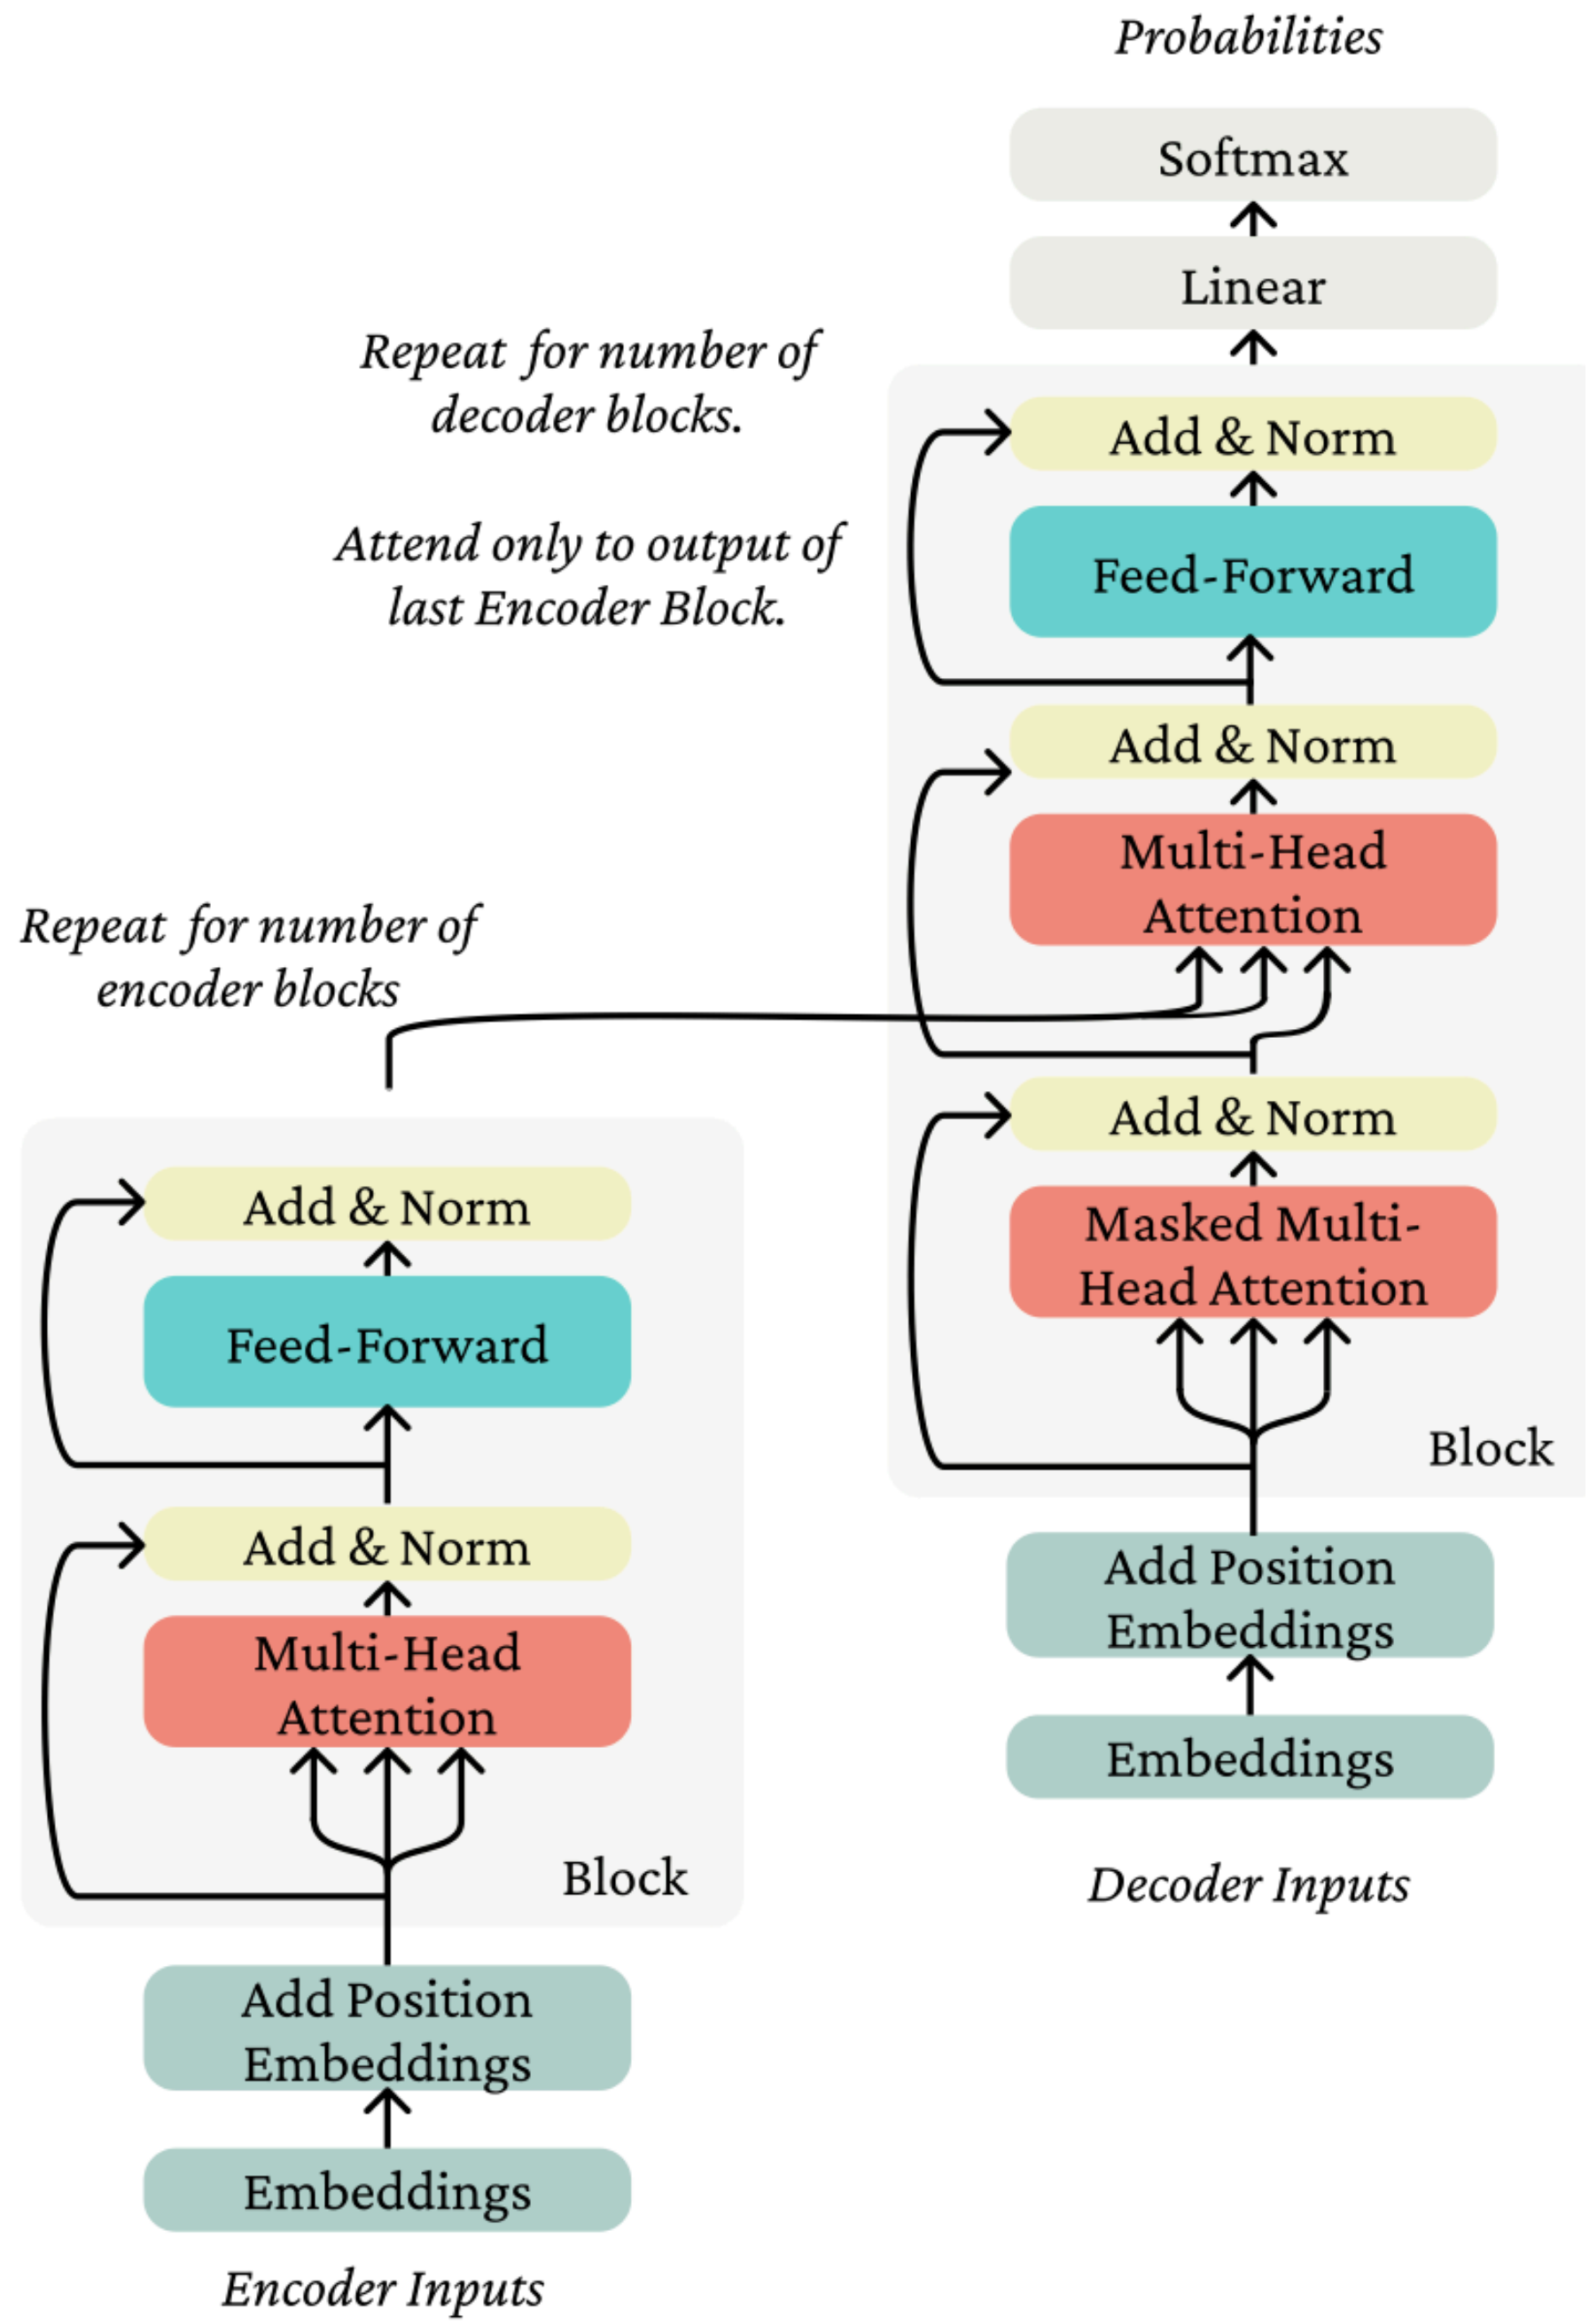 Probabilities
Softmax
Linear
Repeat for number of
decoder blocks.
Add & Norm
Attend only to output of
last Encoder Block.
Feed-Forward
Add & Norm
Multi-Head
Attention
Repeat for number of
encoder blocks
Add & Norm
Masked Multi-
Head Attention
Block
Add Position
Embeddings
Embeddings
Decoder Inputs
Add & Norm
Feed-Forward
Add & Norm
Multi-Head
Attention
Block
Add Position
Embeddings
Embeddings
Encoder Inputs